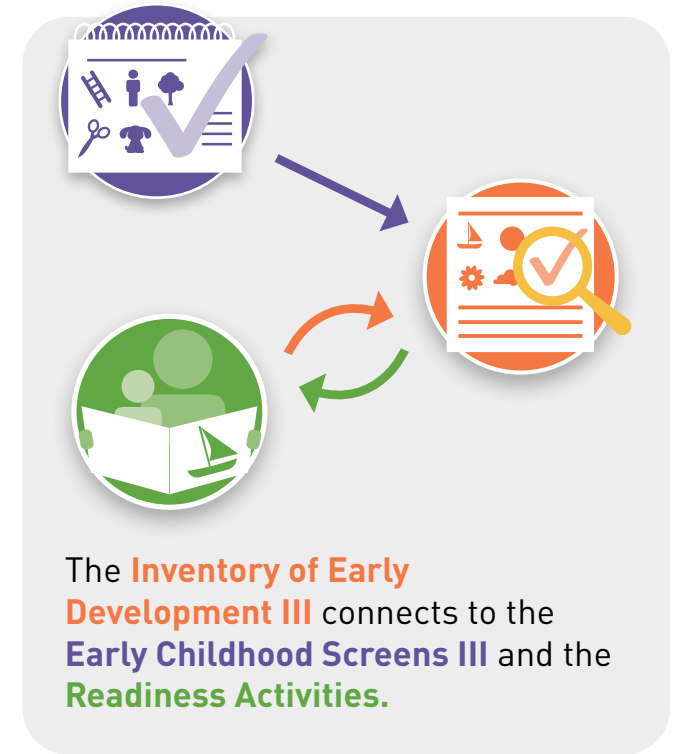 The Inventory of Early
Development III connects to the
Early Childhood Screens III and the
Readiness Activities.